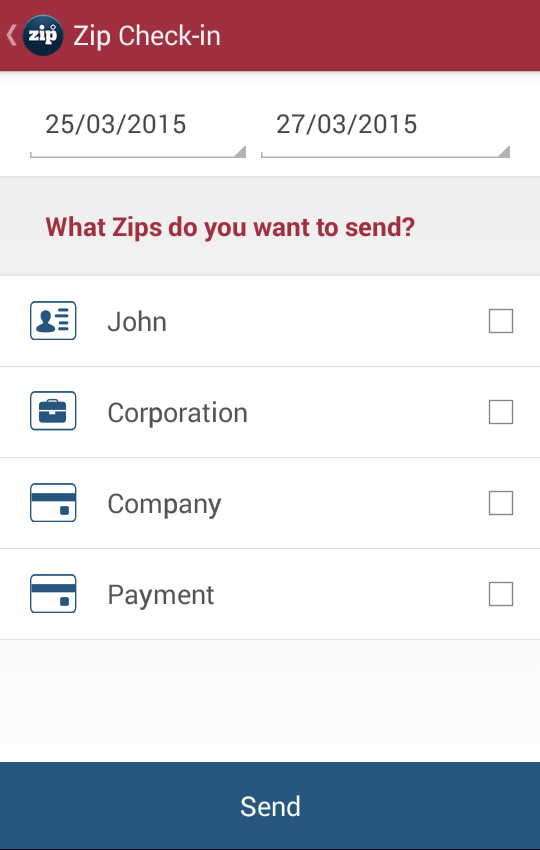 zip Zip Check-in
25/03/2015 27/03/2015
What Zips do you want to send?
John
Corporation
Company
Payment
Send